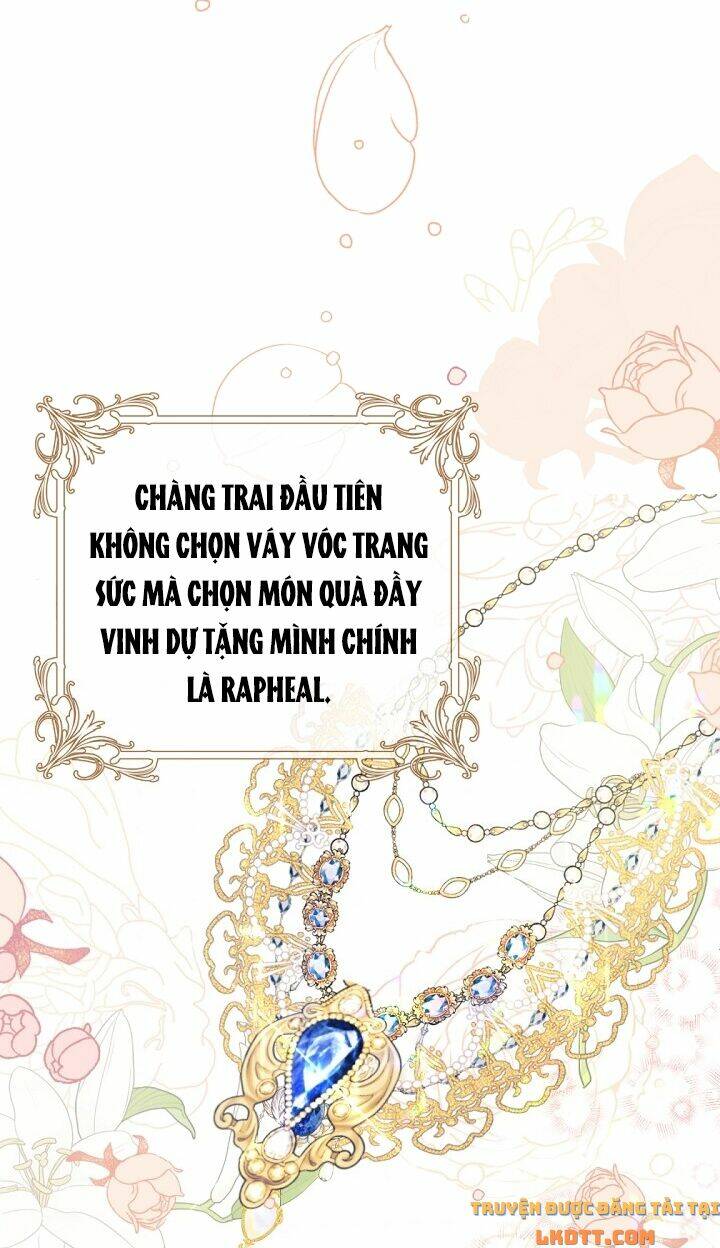 CHÀNG TRAI ĐẦU TIÊN
KHÔNG CHỌN VÁY VÓC TRANG
SỨC MÀ CHỌN MÓN QUÀ ĐẦY
VINH DỰ TẶNG MÌNH CHÍNH
LÀ RAPHEAL.
TRUYỆN ĐƯỢC ĐĂNG TẢI TẠI
LKDTT.COM